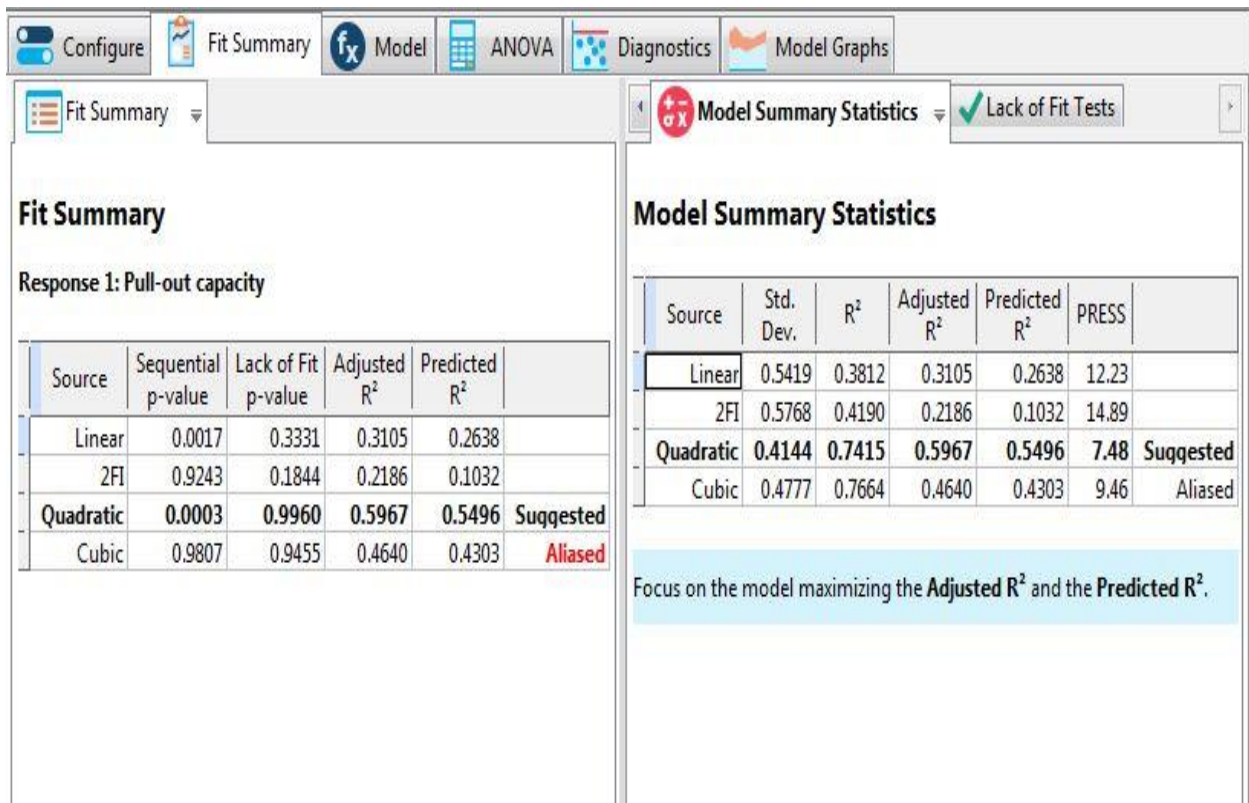 Configure Fit Summary fx Model ANOVA Diagnostics Model Graphs
Fit Summary
Fit Summary
Response 1: Pull-out capacity
Source Sequential p-value Lack of Fit p-value Adjusted R² Predicted R²
Linear 0.0017 0.3331 0.3105 0.2638
2FI 0.9243 0.1844 0.2186 0.1032
Quadratic 0.0003 0.9960 0.5967 0.5496 Suggested
Cubic 0.9807 0.9455 0.4640 0.4303 Aliased
Model Summary Statistics Lack of Fit Tests
Model Summary Statistics
Source Std. Dev. R² Adjusted R² Predicted R² PRESS
Linear 0.5419 0.3812 0.3105 0.2638 12.23
2FI 0.5768 0.4190 0.2186 0.1032 14.89
Quadratic 0.4144 0.7415 0.5967 0.5496 7.48 Suggested
Cubic 0.4777 0.7664 0.4640 0.4303 9.46 Aliased
Focus on the model maximizing the Adjusted R² and the Predicted R².